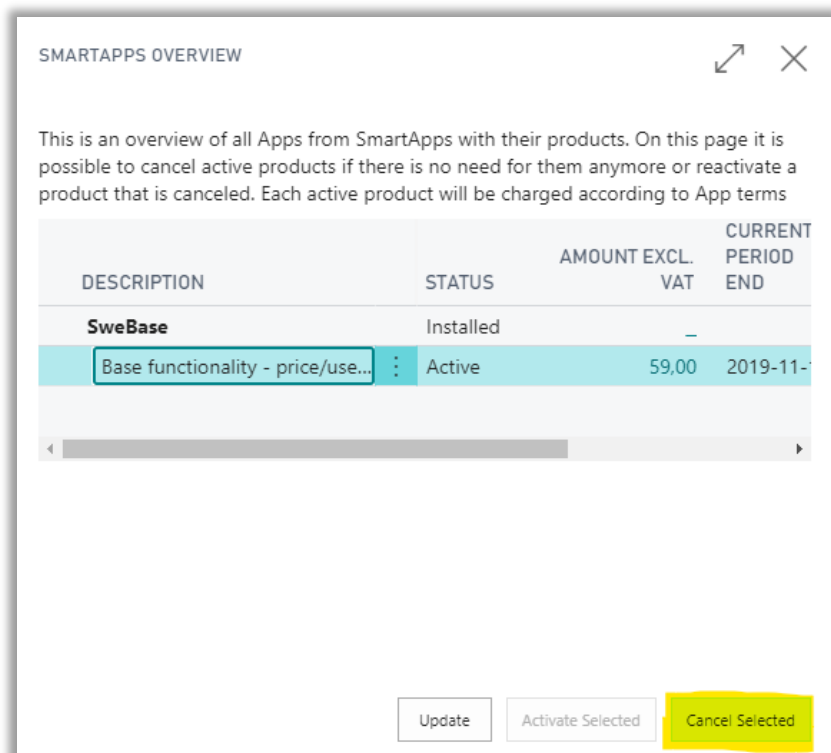 SMARTAPPS OVERVIEW
This is an overview of all Apps from SmartApps with their products. On this page it is
possible to cancel active products if there is no need for them anymore or reactivate a
product that is canceled. Each active product will be charged according to App terms
DESCRIPTION STATUS AMOUNT EXCL. VAT CURRENT PERIOD END
SweBase Installed _
Base functionality - price/use... Active 59,00 2019-11-
Update Activate Selected Cancel Selected